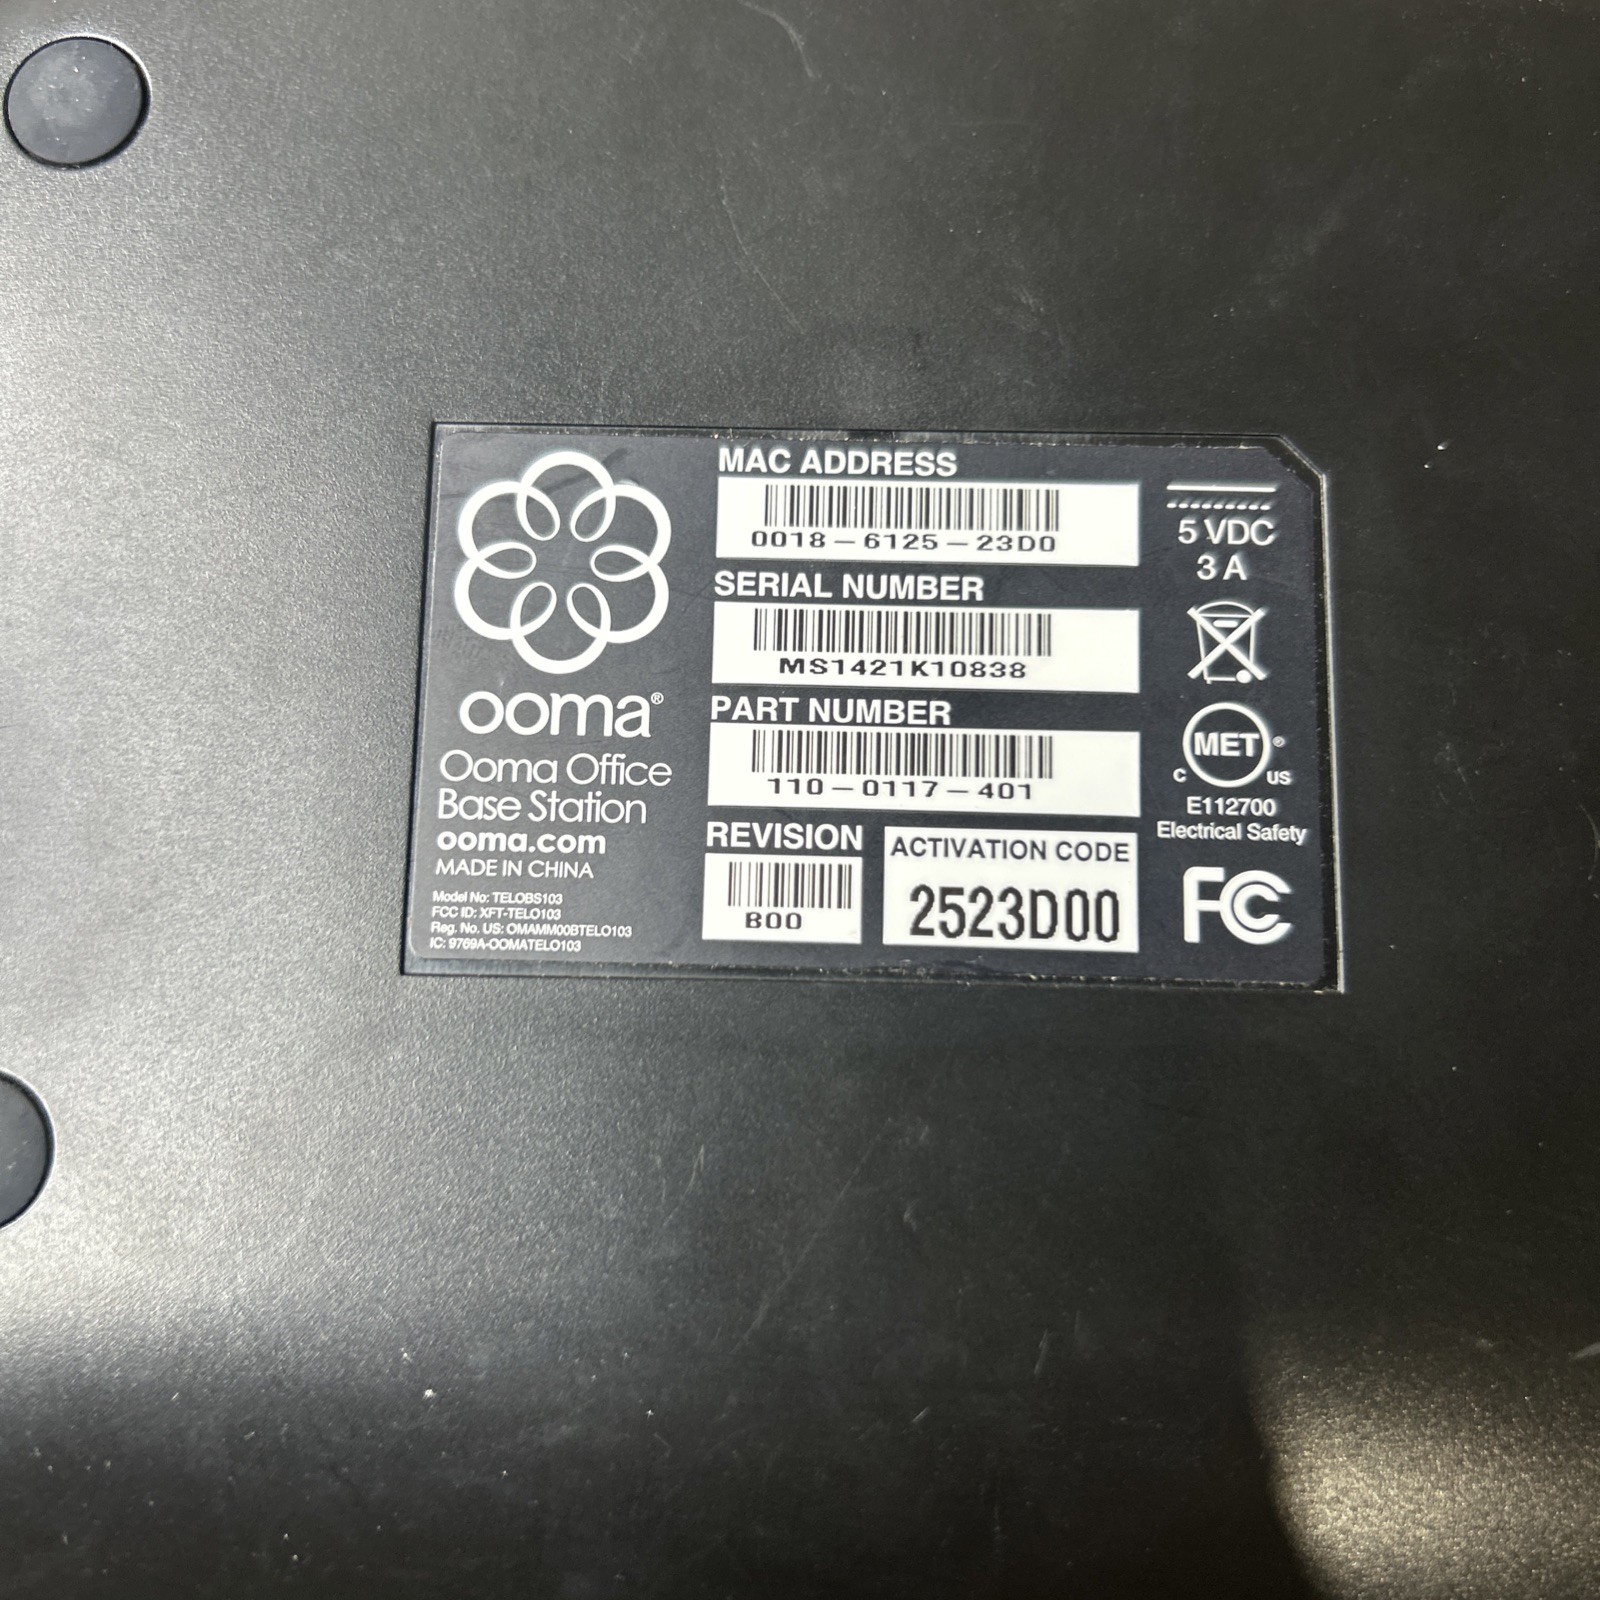 ooma®
Ooma Office
Base Station
ooma.com
MADE IN CHINA
Model No: TELOBS103
FCC ID: XFT-TELO103
Reg. No. US: OMAMM00BTELO103
IC: 9769A-OOMATELO103
MAC ADDRESS
0018-6125-23D0
SERIAL NUMBER
MS1421K10838
PART NUMBER
110-0117-401
REVISION
B00
ACTIVATION CODE
2523D00
5 VDC
3 A
MET®
C US
E112700
Electrical Safety
FC